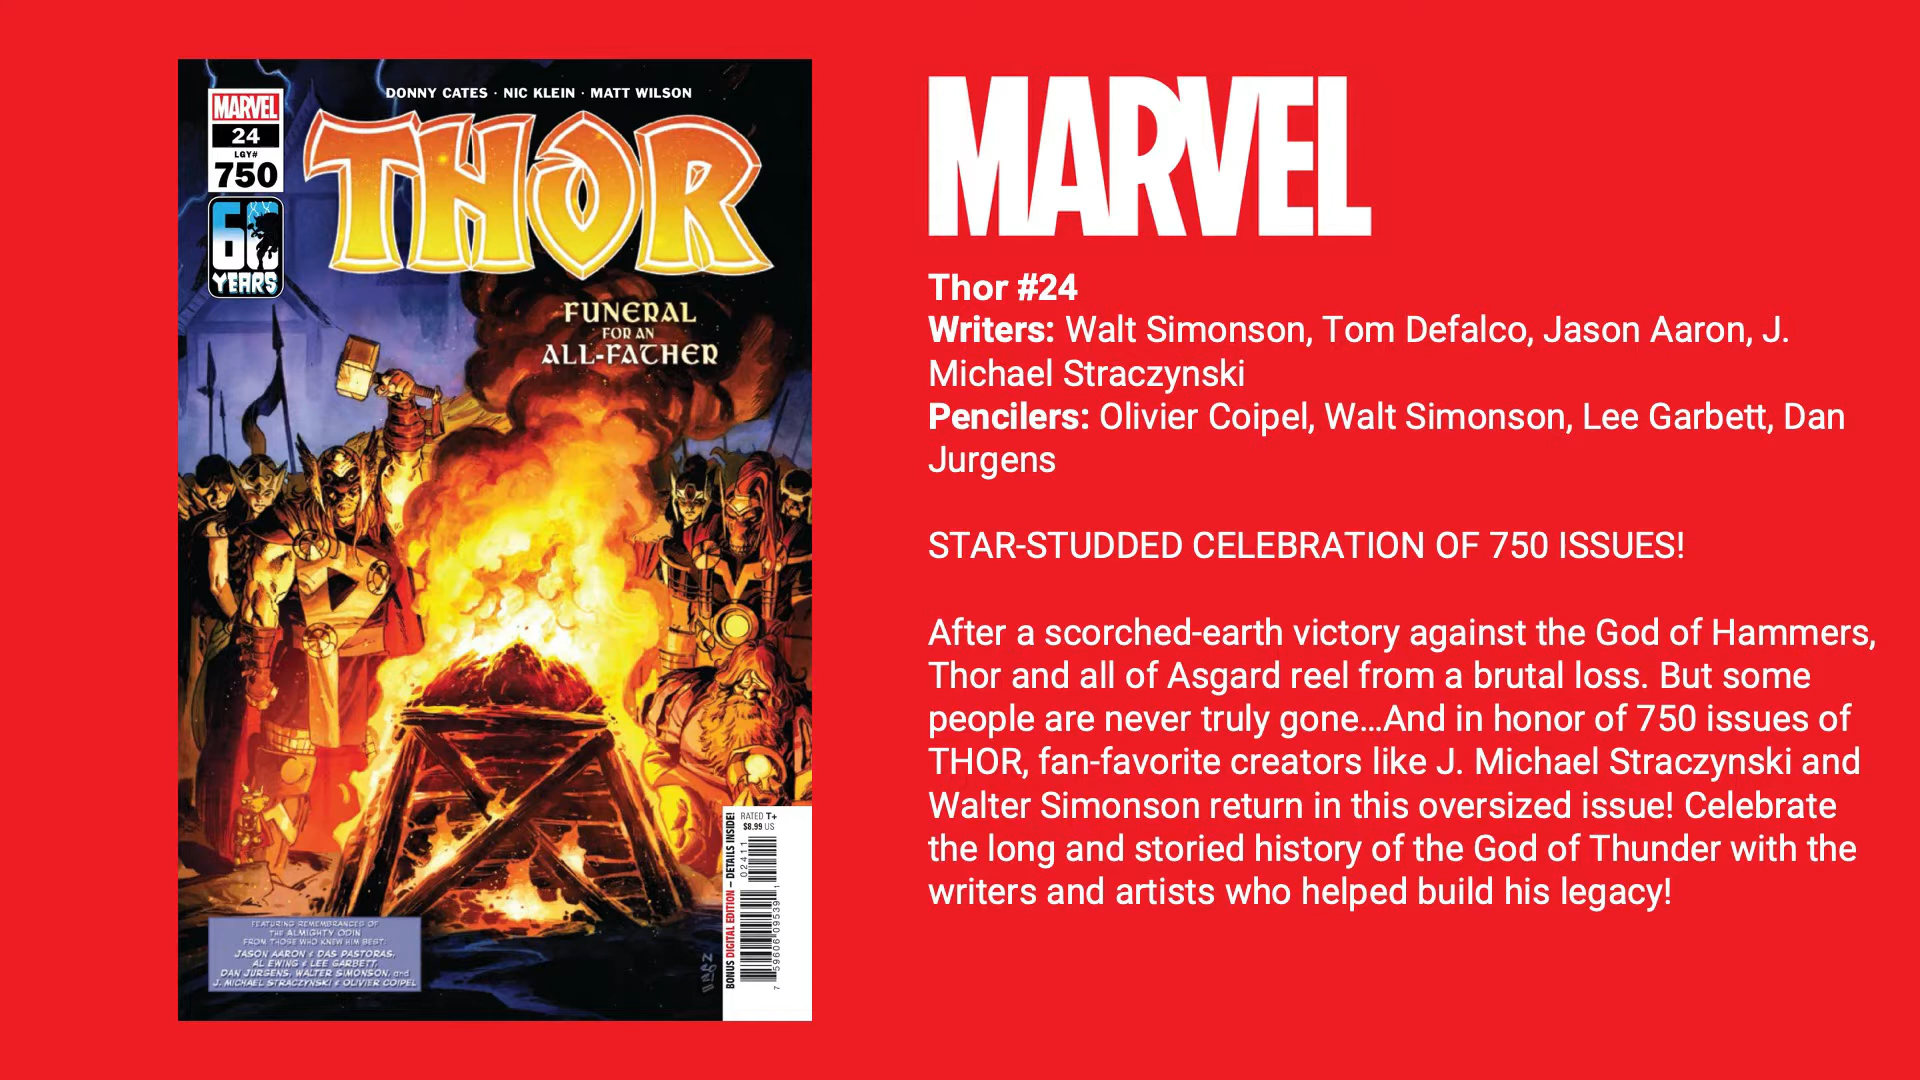 DONNY CATES · NIC KLEIN · MATT WILSON
MARVEL
24
LGY#
750
60
YEARS
THOR
FUNERAL
FOR AN
ALL-FATHER
FEATURING REMEMBRANCES OF
THE ALMIGHTY ODIN
FROM THOSE WHO KNEW HIM BEST:
JASON AARON & DAS PASTORAS,
AL EWING & LEE GARBETT,
DAN JURGENS, WALTER SIMONSON, and
J. MICHAEL STRACZYNSKI & OLIVIER COIPEL
BONUS DIGITAL EDITION – DETAILS INSIDE!
RATED T+
$8.99 US
02411
7 59606 09539 1
MARVEL
Thor #24
Writers: Walt Simonson, Tom Defalco, Jason Aaron, J.
Michael Straczynski
Pencilers: Olivier Coipel, Walt Simonson, Lee Garbett, Dan
Jurgens
STAR-STUDDED CELEBRATION OF 750 ISSUES!
After a scorched-earth victory against the God of Hammers,
Thor and all of Asgard reel from a brutal loss. But some
people are never truly gone…And in honor of 750 issues of
THOR, fan-favorite creators like J. Michael Straczynski and
Walter Simonson return in this oversized issue! Celebrate
the long and storied history of the God of Thunder with the
writers and artists who helped build his legacy!